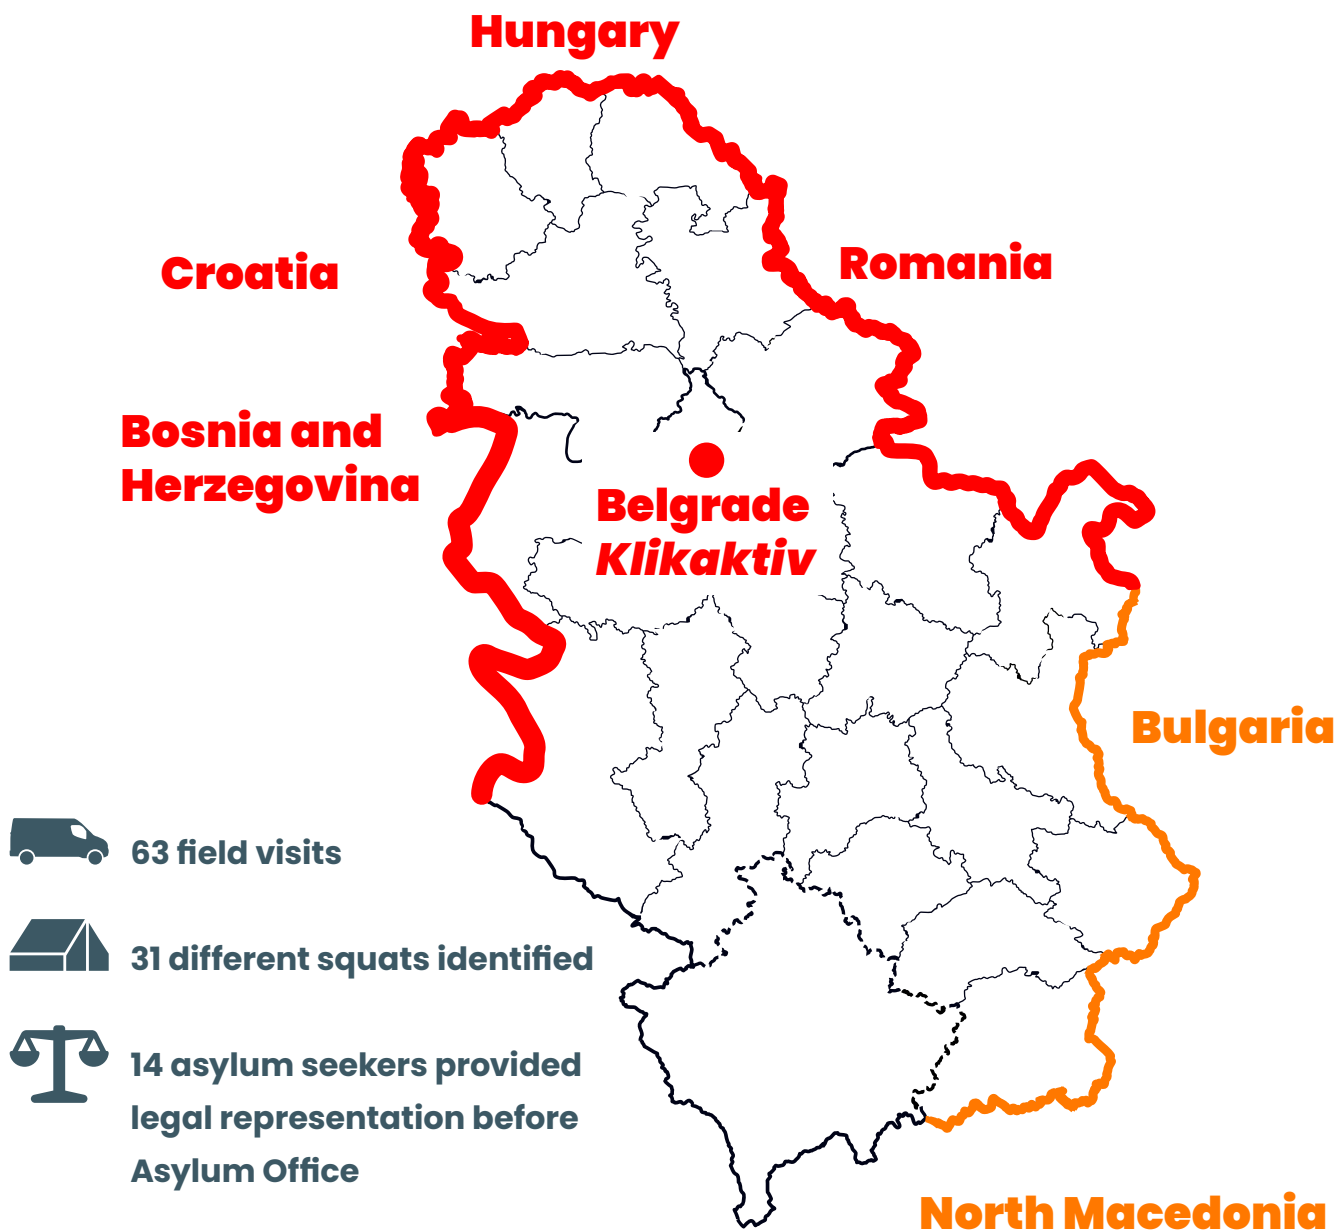 Hungary
Croatia
Romania
Bosnia and
Herzegovina
Belgrade
Klikaktiv
Bulgaria
63 field visits
31 different squats identified
14 asylum seekers provided
legal representation before
Asylum Office
North Macedonia